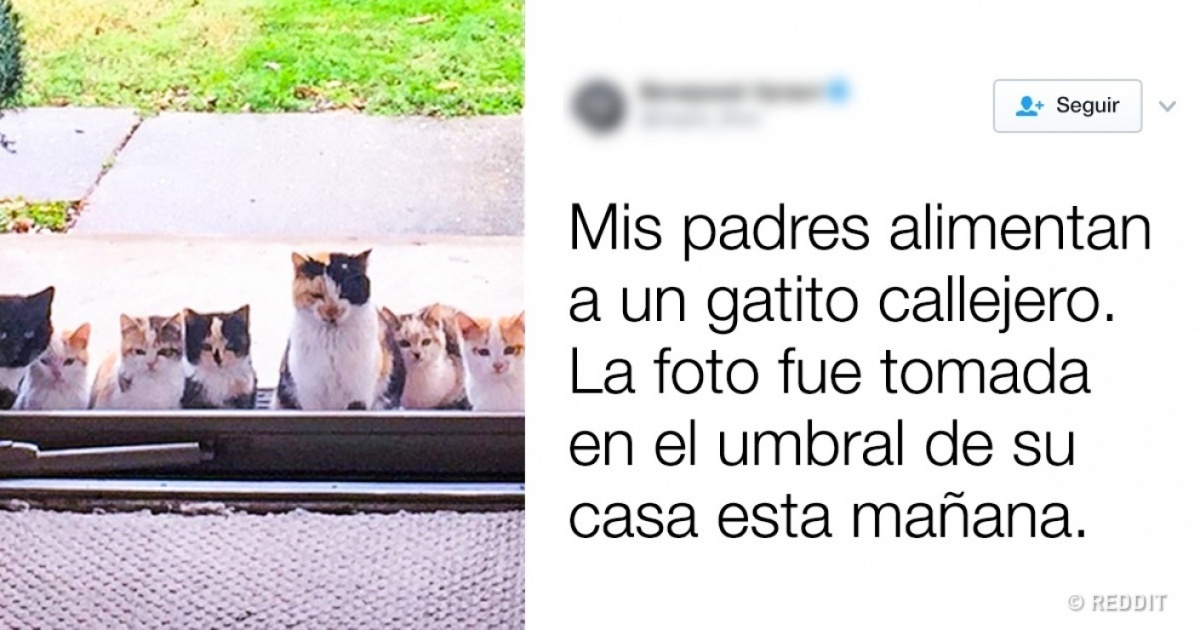 Seguir
Mis padres alimentan
a un gatito callejero.
La foto fue tomada
en el umbral de su
casa esta mañana.
© REDDIT